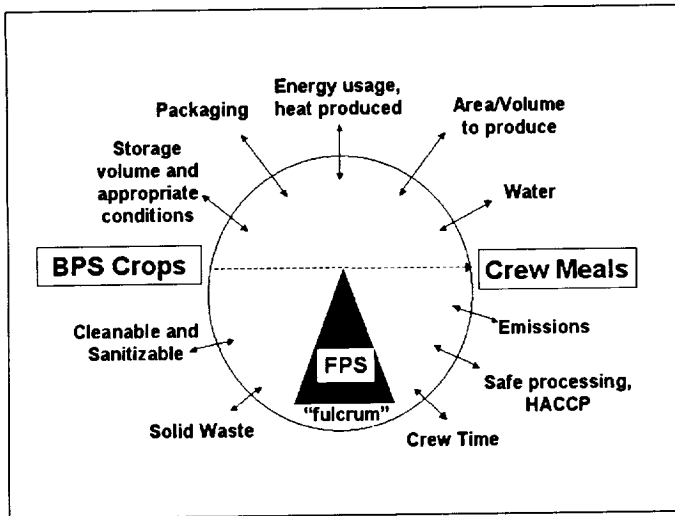 Energy usage,
heat produced
Area/Volume
to produce
Packaging
Storage
volume and
appropriate
conditions
Water
BPS Crops
Crew Meals
Cleanable and
Sanitizable
Emissions
FPS
Safe processing,
HACCP
"fulcrum"
Solid Waste
Crew Time